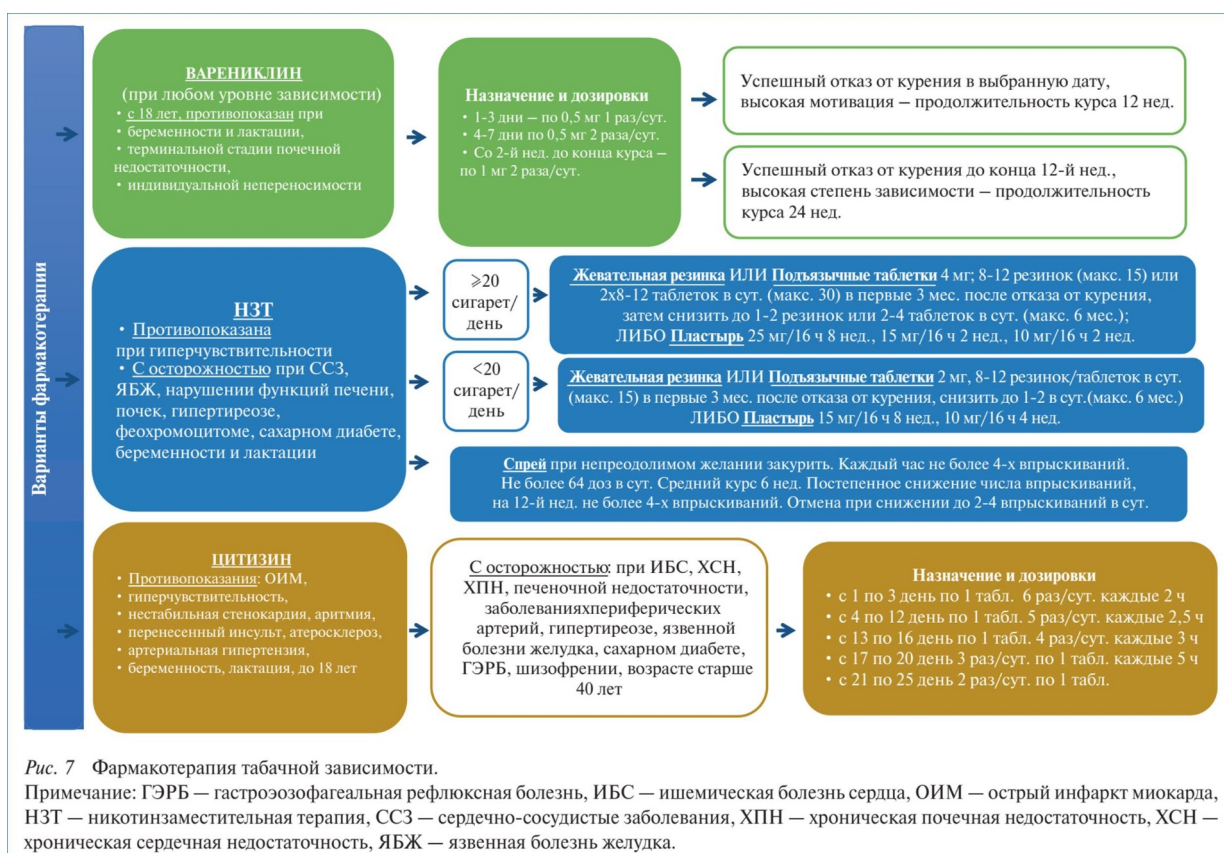 Варианты фармакотерапии
ВАРЕНИКЛИН
(при любом уровне зависимости)
• с 18 лет, противопоказан при
• беременности и лактации,
• терминальной стадии почечной
недостаточности,
• индивидуальной непереносимости
Назначение и дозировки
• 1-3 дни – по 0,5 мг 1 раз/сут.
• 4-7 дни по 0,5 мг 2 раза/сут.
• Со 2-й нед. до конца курса –
по 1 мг 2 раза/сут.
Успешный отказ от курения в выбранную дату,
высокая мотивация – продолжительность курса 12 нед.
Успешный отказ от курения до конца 12-й нед.,
высокая степень зависимости – продолжительность
курса 24 нед.
НЗТ
• Противопоказана
при гиперчувствительности
• С осторожностью при ССЗ,
ЯБЖ, нарушении функций печени,
почек, гипертиреозе,
феохромоцитоме, сахарном диабете,
беременности и лактации
⩾20
сигарет/
день
Жевательная резинка ИЛИ Подъязычные таблетки 4 мг; 8-12 резинок (макс. 15) или
2х8-12 таблеток в сут. (макс. 30) в первые 3 мес. после отказа от курения,
затем снизить до 1-2 резинок или 2-4 таблеток в сут. (макс. 6 мес.);
ЛИБО Пластырь 25 мг/16 ч 8 нед., 15 мг/16 ч 2 нед., 10 мг/16 ч 2 нед.
<20
сигарет/
день
Жевательная резинка ИЛИ Подъязычные таблетки 2 мг, 8-12 резинок/таблеток в сут.
(макс. 15) в первые 3 мес. после отказа от курения, снизить до 1-2 в сут.(макс. 6 мес.)
ЛИБО Пластырь 15 мг/16 ч 8 нед., 10 мг/16 ч 4 нед.
Спрей при непреодолимом желании закурить. Каждый час не более 4-х впрыскиваний.
Не более 64 доз в сут. Средний курс 6 нед. Постепенное снижение числа впрыскиваний,
на 12-й нед. не более 4-х впрыскиваний. Отмена при снижении до 2-4 впрыскиваний в сут.
ЦИТИЗИН
• Противопоказания: ОИМ,
• гиперчувствительность,
• нестабильная стенокардия, аритмия,
• перенесенный инсульт, атеросклероз,
• артериальная гипертензия,
• беременность, лактация, до 18 лет
С осторожностью: при ИБС, ХСН,
ХПН, печеночной недостаточности,
заболеванияхпериферических
артерий, гипертиреозе, язвенной
болезни желудка, сахарном диабете,
ГЭРБ, шизофрении, возрасте старше
40 лет
Назначение и дозировки
• с 1 по 3 день по 1 табл. 6 раз/сут. каждые 2 ч
• с 4 по 12 день по 1 табл. 5 раз/сут. каждые 2,5 ч
• с 13 по 16 день по 1 табл. 4 раз/сут. каждые 3 ч
• с 17 по 20 день 3 раз/сут. по 1 табл. каждые 5 ч
• с 21 по 25 день 2 раз/сут. по 1 табл.
Рис. 7 Фармакотерапия табачной зависимости.
Примечание: ГЭРБ — гастроэозофагеальная рефлюксная болезнь, ИБС — ишемическая болезнь сердца, ОИМ — острый инфаркт миокарда,
НЗТ — никотинзаместительная терапия, ССЗ — сердечно-сосудистые заболевания, ХПН — хроническая почечная недостаточность, ХСН —
хроническая сердечная недостаточность, ЯБЖ — язвенная болезнь желудка.